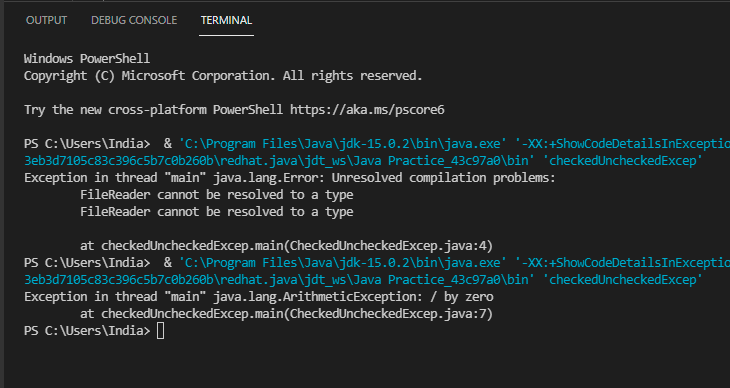 OUTPUT DEBUG CONSOLE TERMINAL
Windows PowerShell
Copyright (C) Microsoft Corporation. All rights reserved.
Try the new cross-platform PowerShell https://aka.ms/pscore6
PS C:\Users\India>  & 'C:\Program Files\Java\jdk-15.0.2\bin\java.exe' '-XX:+ShowCodeDetailsInExceptio
3eb3d7105c83c396c5b7c0b260b\redhat.java\jdt_ws\Java Practice_43c97a0\bin' 'checkedUncheckedExcep'
Exception in thread "main" java.lang.Error: Unresolved compilation problems:
        FileReader cannot be resolved to a type
        FileReader cannot be resolved to a type
        at checkedUncheckedExcep.main(CheckedUncheckedExcep.java:4)
PS C:\Users\India>  & 'C:\Program Files\Java\jdk-15.0.2\bin\java.exe' '-XX:+ShowCodeDetailsInExceptio
3eb3d7105c83c396c5b7c0b260b\redhat.java\jdt_ws\Java Practice_43c97a0\bin' 'checkedUncheckedExcep'
Exception in thread "main" java.lang.ArithmeticException: / by zero
        at checkedUncheckedExcep.main(CheckedUncheckedExcep.java:7)
PS C:\Users\India>